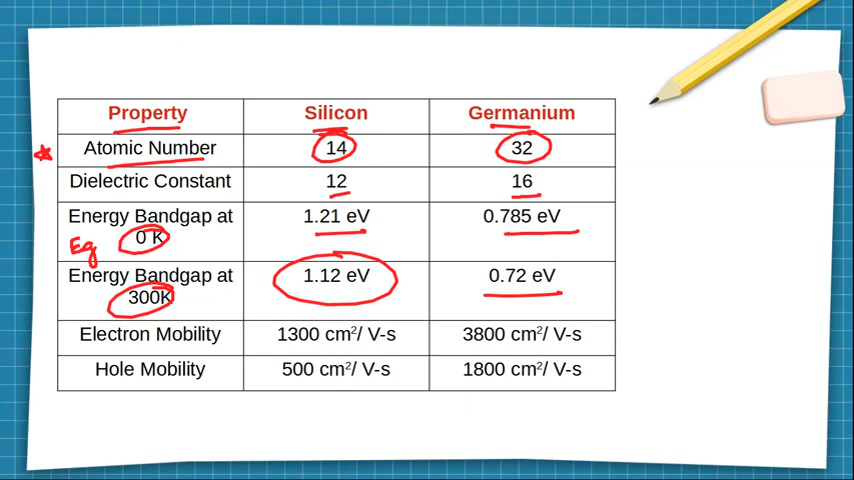 Property Silicon Germanium
Atomic Number 14 32
Dielectric Constant 12 16
Energy Bandgap at 1.21 eV 0.785 eV
0 K
Eg
Energy Bandgap at 1.12 eV 0.72 eV
300K
Electron Mobility 1300 cm²/ V-s 3800 cm²/ V-s
Hole Mobility 500 cm²/ V-s 1800 cm²/ V-s